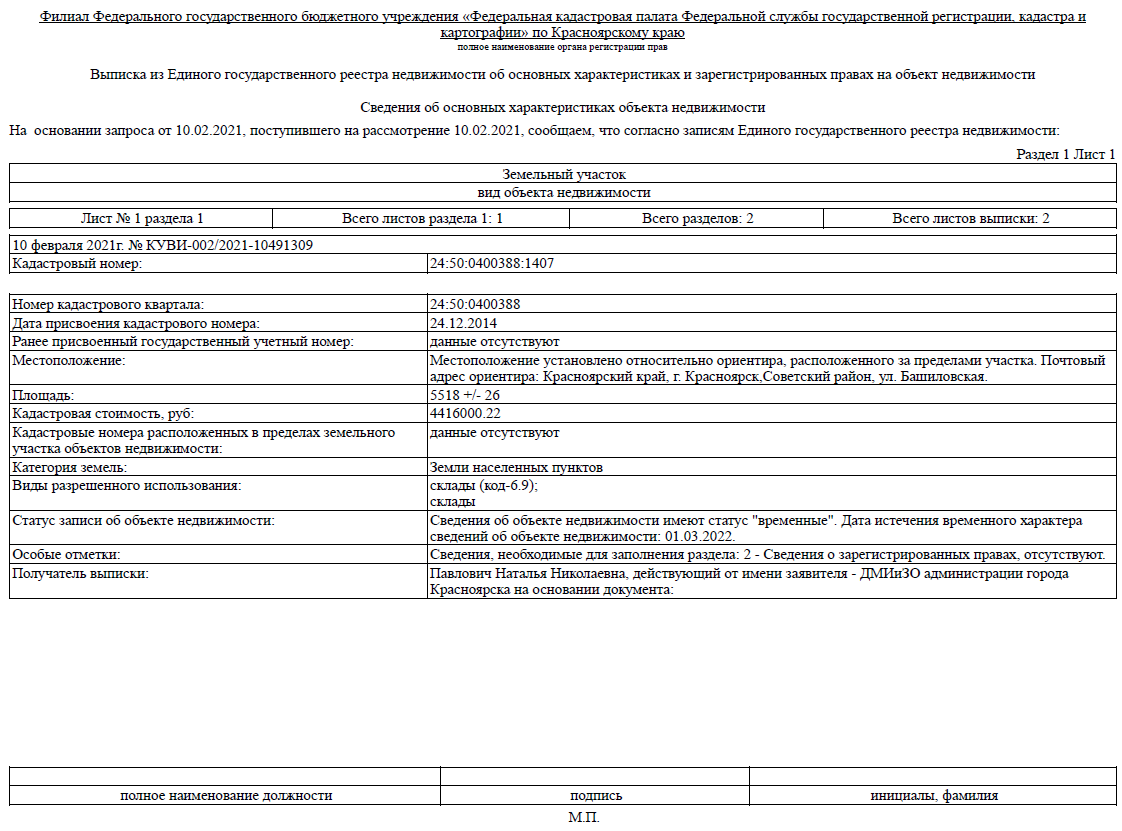 Филиал Федерального государственного бюджетного учреждения «Федеральная кадастровая палата Федеральной службы государственной регистрации, кадастра и
картографии» по Красноярскому краю
полное наименование органа регистрации прав
Выписка из Единого государственного реестра недвижимости об основных характеристиках и зарегистрированных правах на объект недвижимости
Сведения об основных характеристиках объекта недвижимости
На основании запроса от 10.02.2021, поступившего на рассмотрение 10.02.2021, сообщаем, что согласно записям Единого государственного реестра недвижимости:
Раздел 1 Лист 1
Земельный участок
вид объекта недвижимости
Лист № 1 раздела 1 Всего листов раздела 1: 1 Всего разделов: 2 Всего листов выписки: 2
10 февраля 2021г. № КУВИ-002/2021-10491309
Кадастровый номер: 24:50:0400388:1407
Номер кадастрового квартала: 24:50:0400388
Дата присвоения кадастрового номера: 24.12.2014
Ранее присвоенный государственный учетный номер: данные отсутствуют
Местоположение: Местоположение установлено относительно ориентира, расположенного за пределами участка. Почтовый
адрес ориентира: Красноярский край, г. Красноярск,Советский район, ул. Башиловская.
Площадь: 5518 +/- 26
Кадастровая стоимость, руб: 4416000.22
Кадастровые номера расположенных в пределах земельного данные отсутствуют
участка объектов недвижимости:
Категория земель: Земли населенных пунктов
Виды разрешенного использования: склады (код-6.9);
склады
Статус записи об объекте недвижимости: Сведения об объекте недвижимости имеют статус "временные". Дата истечения временного характера
сведений об объекте недвижимости: 01.03.2022.
Особые отметки: Сведения, необходимые для заполнения раздела: 2 - Сведения о зарегистрированных правах, отсутствуют.
Получатель выписки: Павлович Наталья Николаевна, действующий от имени заявителя - ДМИиЗО администрации города
Красноярска на основании документа:
полное наименование должности подпись инициалы, фамилия
М.П.